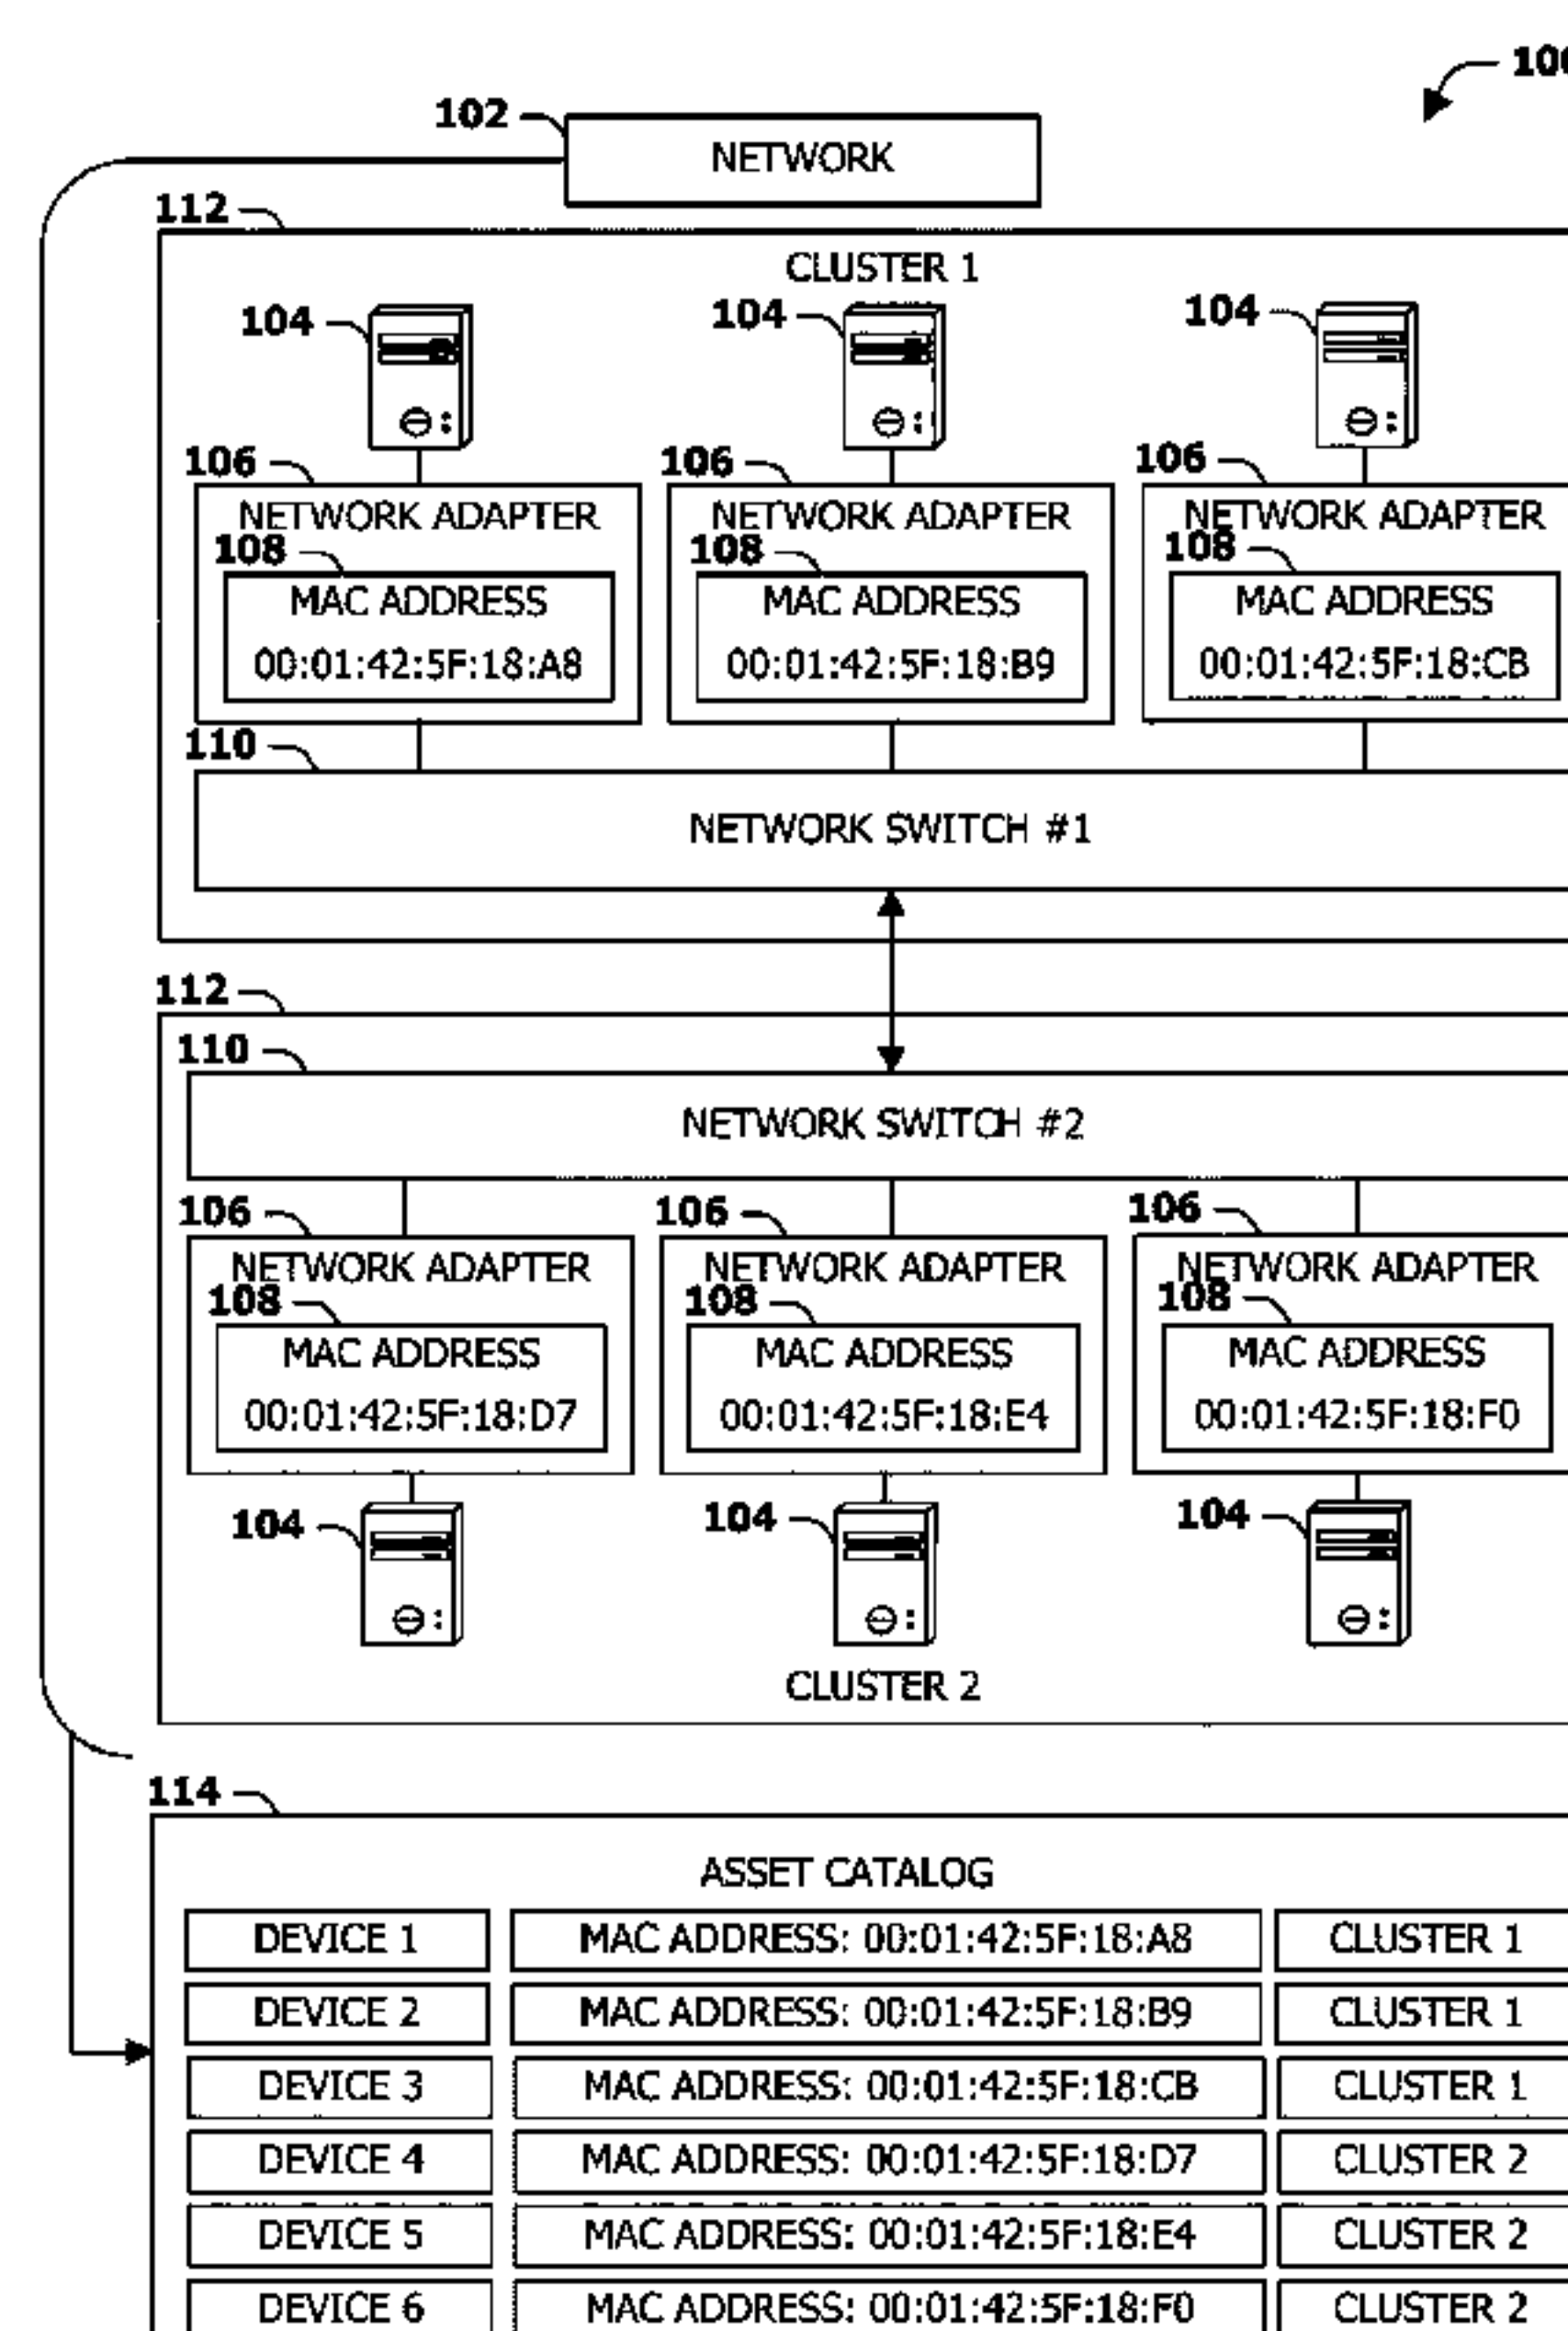 10
102
NETWORK
112
CLUSTER 1
104 104 104
106 106 106
NETWORK ADAPTER NETWORK ADAPTER NETWORK ADAPTER
108 108 108
MAC ADDRESS MAC ADDRESS MAC ADDRESS
00:01:42:5F:18:A8 00:01:42:5F:18:B9 00:01:42:5F:18:CB
110
NETWORK SWITCH #1
112
110
NETWORK SWITCH #2
106 106 106
NETWORK ADAPTER NETWORK ADAPTER NETWORK ADAPTER
108 108 108
MAC ADDRESS MAC ADDRESS MAC ADDRESS
00:01:42:5F:18:D7 00:01:42:5F:18:E4 00:01:42:5F:18:F0
104 104 104
CLUSTER 2
114
ASSET CATALOG
DEVICE 1 MAC ADDRESS: 00:01:42:5F:18:A8 CLUSTER 1
DEVICE 2 MAC ADDRESS: 00:01:42:5F:18:B9 CLUSTER 1
DEVICE 3 MAC ADDRESS: 00:01:42:5F:18:CB CLUSTER 1
DEVICE 4 MAC ADDRESS: 00:01:42:5F:18:D7 CLUSTER 2
DEVICE 5 MAC ADDRESS: 00:01:42:5F:18:E4 CLUSTER 2
DEVICE 6 MAC ADDRESS: 00:01:42:5F:18:F0 CLUSTER 2